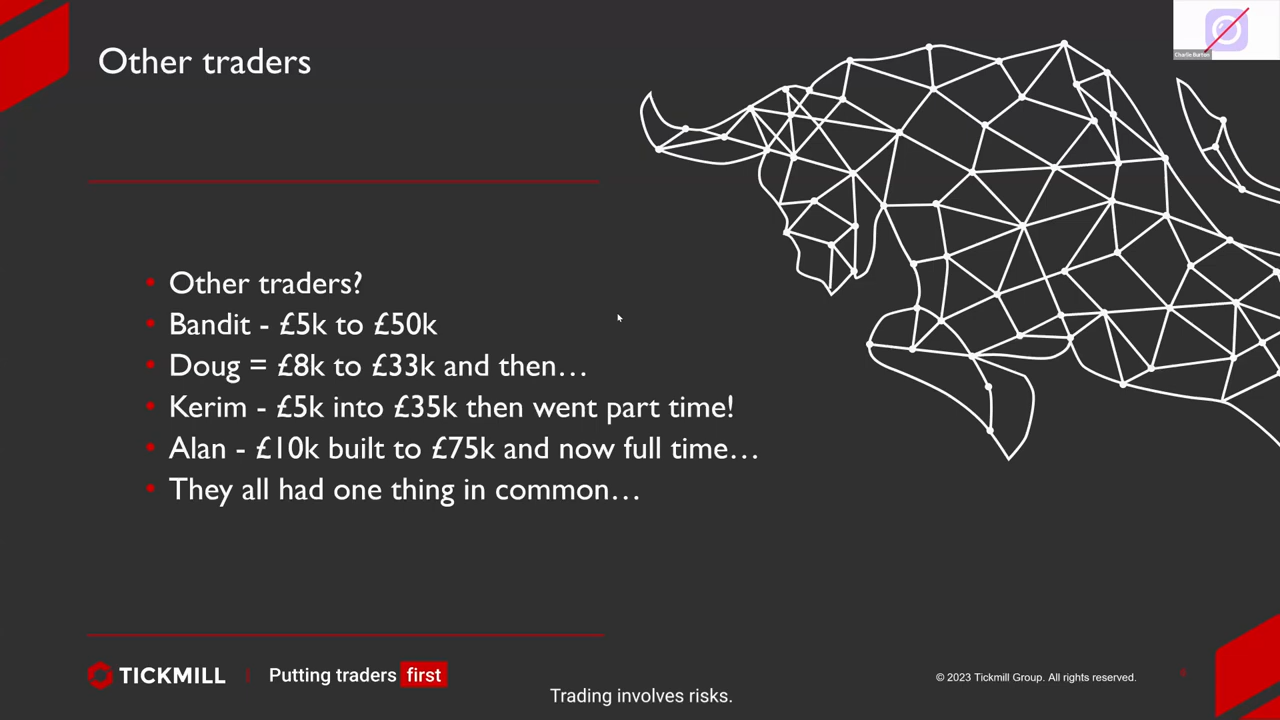 Charlie Burton
Other traders
• Other traders?
• Bandit - £5k to £50k
• Doug = £8k to £33k and then…
• Kerim - £5k into £35k then went part time!
• Alan - £10k built to £75k and now full time…
• They all had one thing in common…
TICKMILL | Putting traders first
© 2023 Tickmill Group. All rights reserved.
Trading involves risks.